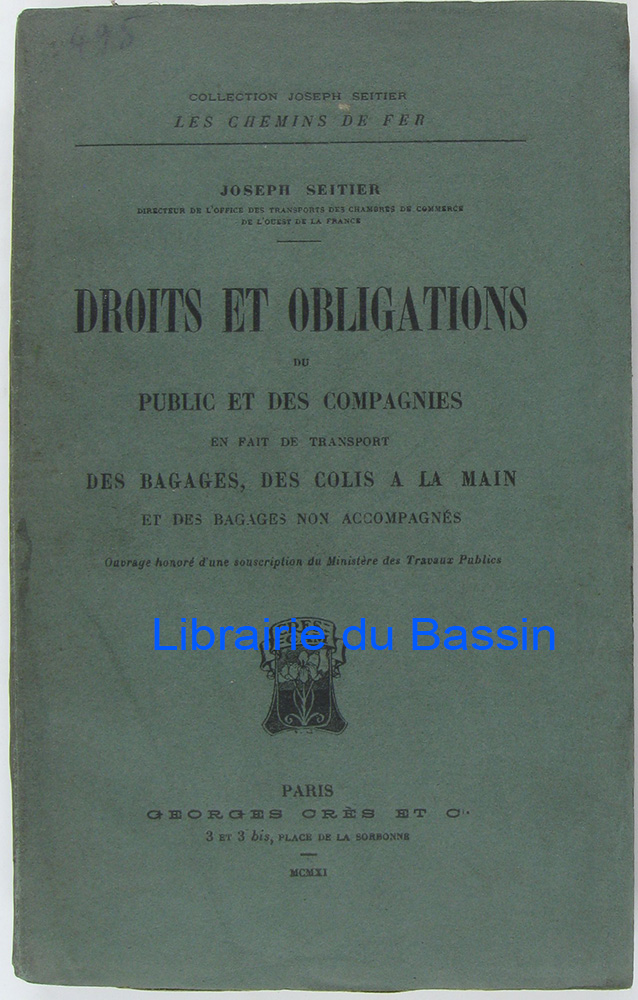 495
COLLECTION JOSEPH SEITIER
LES CHEMINS DE FER
JOSEPH SEITIER
DIRECTEUR DE L'OFFICE DES TRANSPORTS DES CHAMBRES DE COMMERCE
DE L'OUEST DE LA FRANCE
DROITS ET OBLIGATIONS
DU
PUBLIC ET DES COMPAGNIES
EN FAIT DE TRANSPORT
DES BAGAGES, DES COLIS A LA MAIN
ET DES BAGAGES NON ACCOMPAGNÉS
Ouvrage honoré d'une souscription du Ministère des Travaux Publics
Librairie du Bassin
PARIS
GEORGES CRÈS ET Cie
3 ET 3 bis, PLACE DE LA SORBONNE
MCMXI